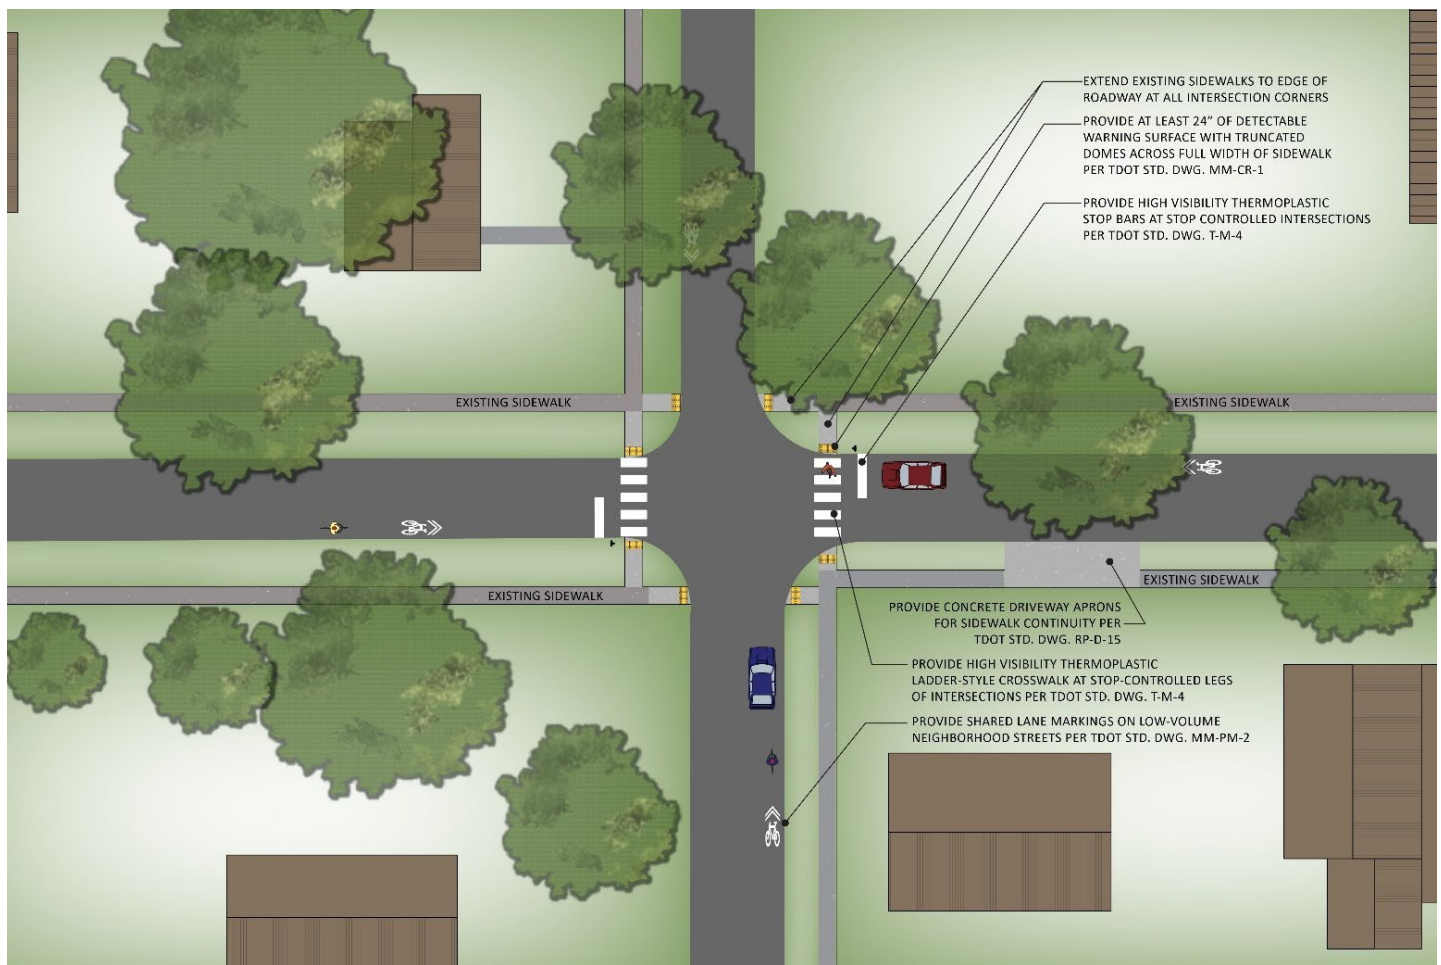 EXTEND EXISTING SIDEWALKS TO EDGE OF
ROADWAY AT ALL INTERSECTION CORNERS
PROVIDE AT LEAST 24” OF DETECTABLE
WARNING SURFACE WITH TRUNCATED
DOMES ACROSS FULL WIDTH OF SIDEWALK
PER TDOT STD. DWG. MM-CR-1
PROVIDE HIGH VISIBILITY THERMOPLASTIC
STOP BARS AT STOP CONTROLLED INTERSECTIONS
PER TDOT STD. DWG. T-M-4
EXISTING SIDEWALK
EXISTING SIDEWALK
EXISTING SIDEWALK
EXISTING SIDEWALK
PROVIDE CONCRETE DRIVEWAY APRONS
FOR SIDEWALK CONTINUITY PER
TDOT STD. DWG. RP-D-15
PROVIDE HIGH VISIBILITY THERMOPLASTIC
LADDER-STYLE CROSSWALK AT STOP-CONTROLLED LEGS
OF INTERSECTIONS PER TDOT STD. DWG. T-M-4
PROVIDE SHARED LANE MARKINGS ON LOW-VOLUME
NEIGHBORHOOD STREETS PER TDOT STD. DWG. MM-PM-2